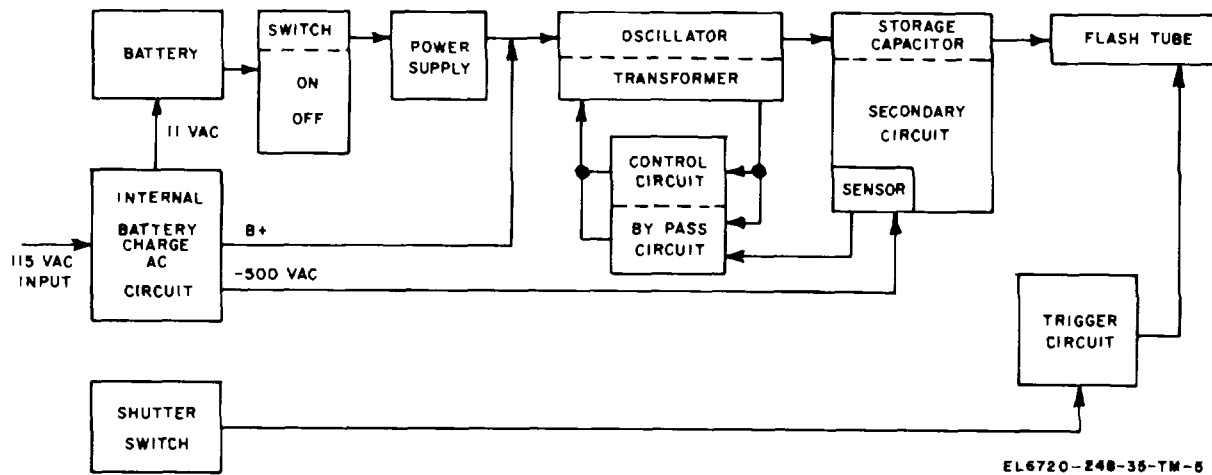 BATTERY
SWITCH
ON
OFF
POWER
SUPPLY
OSCILLATOR
TRANSFORMER
STORAGE
CAPACITOR
SECONDARY
CIRCUIT
SENSOR
FLASH TUBE
11 VAC
CONTROL
CIRCUIT
BY PASS
CIRCUIT
INTERNAL
BATTERY
CHARGE
AC
CIRCUIT
115 VAC
INPUT
B+
-500 VAC
TRIGGER
CIRCUIT
SHUTTER
SWITCH
EL6720-248-35-TM-5